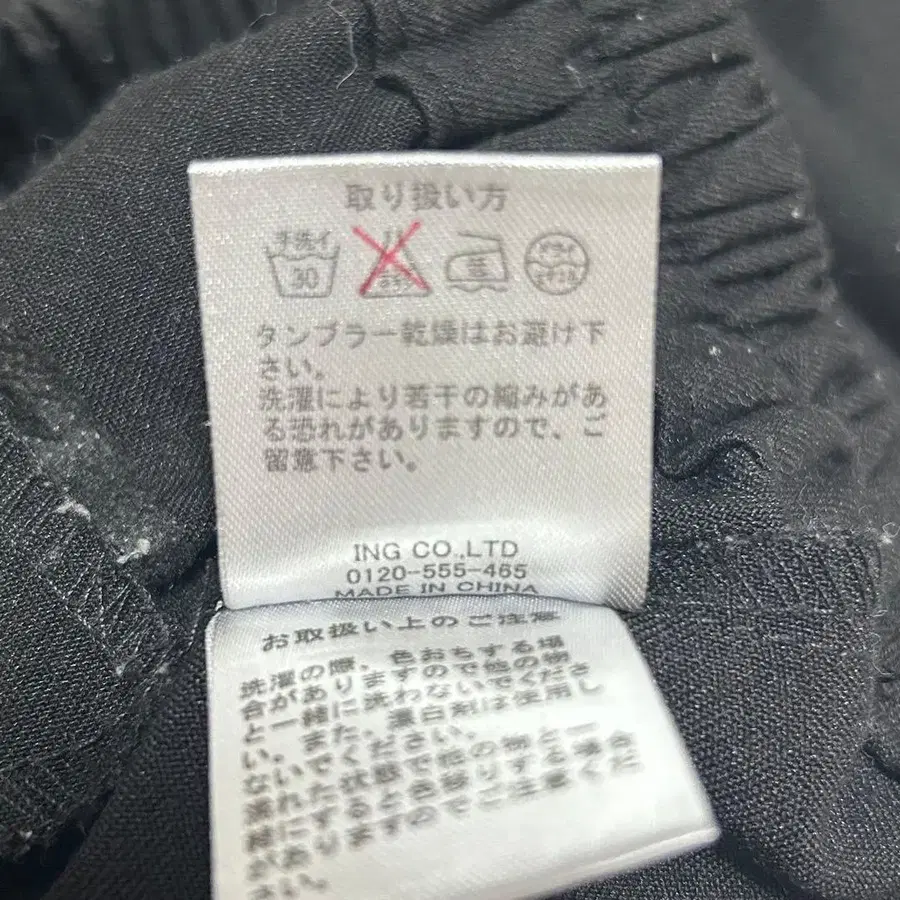 取り扱い方
手洗イ
30
タンブラー乾燥はお避け下
さい。
洗濯により若干の縮みがあ
る恐れがありますので、ご
留意下さい。
ING CO.,LTD
0120-555-465
MADE IN CHINA
お取扱い上のご注意
洗濯の際、色おちする場
合がありますので他の物
と一緒に洗わないでくださ
い。また、漂白剤は使用し
ないでください。
濡れた状態で他の物と一
緒にすると色移りする場合
がありますのでご注意くだ
さい。